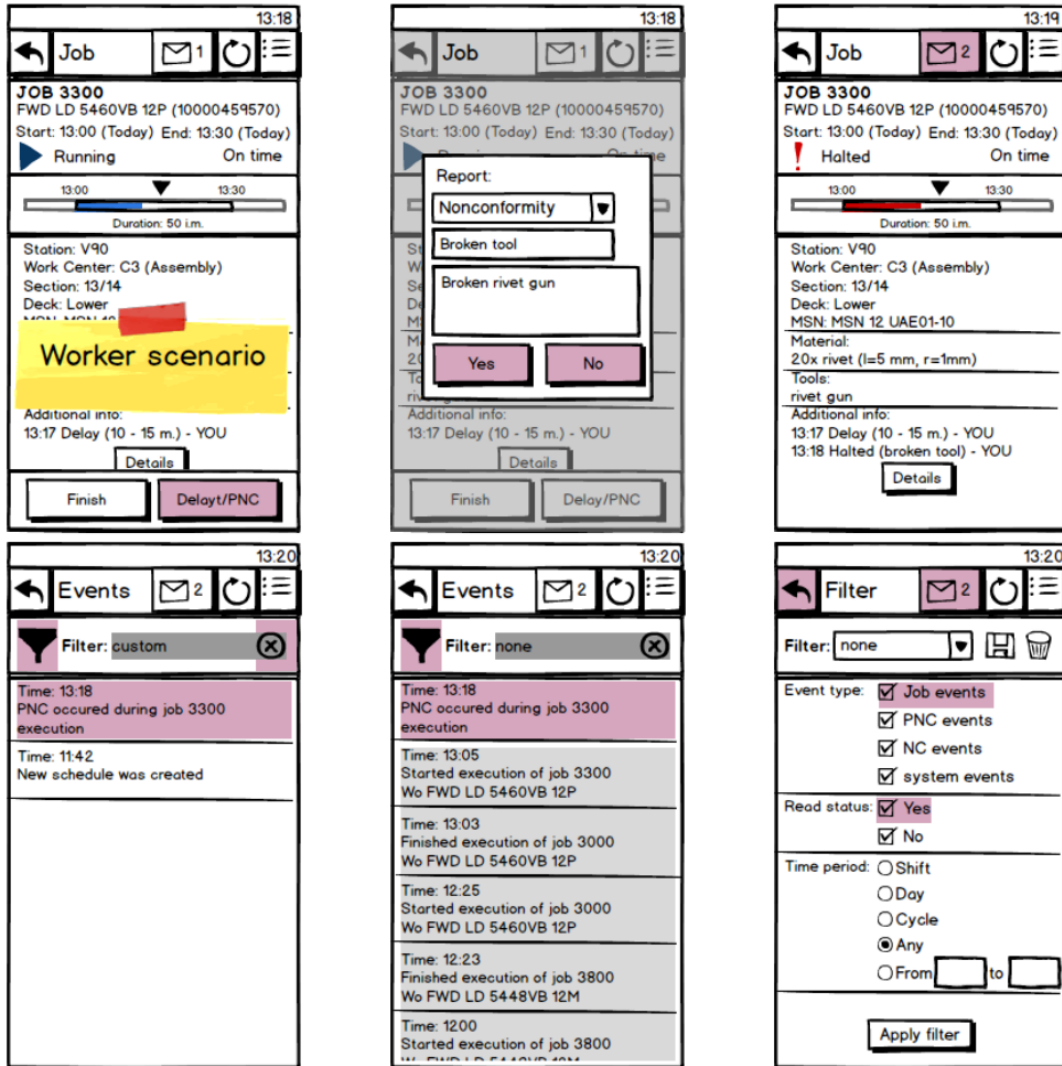 13:18
Job 1
JOB 3300
FWD LD 5460VB 12P (10000459570)
Start: 13:00 (Today) End: 13:30 (Today)
Running On time
13:00 13:30
Duration: 50 i.m.
Station: V90
Work Center: C3 (Assembly)
Section: 13/14
Deck: Lower
Worker scenario
Additional info:
13:17 Delay (10 - 15 m.) - YOU
Details
Finish Delayt/PNC
13:18
Job 1
JOB 3300
FWD LD 5460VB 12P (10000459570)
Start: 13:00 (Today) End: 13:30 (Today)
Report:
Nonconformity
Broken tool
Broken rivet gun
Yes No
Additional info:
13:17 Delay (10 - 15 m.) - YOU
Details
Finish Delay/PNC
13:19
Job 2
JOB 3300
FWD LD 5460VB 12P (10000459570)
Start: 13:00 (Today) End: 13:30 (Today)
! Halted On time
13:00 13:30
Duration: 50 i.m.
Station: V90
Work Center: C3 (Assembly)
Section: 13/14
Deck: Lower
MSN: MSN 12 UAE01-10
Material:
20x rivet (l=5 mm, r=1mm)
Tools:
rivet gun
Additional info:
13:17 Delay (10 - 15 m.) - YOU
13:18 Halted (broken tool) - YOU
Details
13:20
Events 2
Filter: custom
Time: 13:18
PNC occured during job 3300
execution
Time: 11:42
New schedule was created
13:20
Events 2
Filter: none
Time: 13:18
PNC occured during job 3300
execution
Time: 13:05
Started execution of job 3300
Wo FWD LD 5460VB 12P
Time: 13:03
Finished execution of job 3000
Wo FWD LD 5460VB 12P
Time: 12:25
Started execution of job 3000
Wo FWD LD 5460VB 12P
Time: 12:23
Finished execution of job 3800
Wo FWD LD 5448VB 12M
Time: 1200
Started execution of job 3800
13:20
Filter 2
Filter: none
Event type: Job events
PNC events
NC events
system events
Read status: Yes
No
Time period: Shift
Day
Cycle
Any
From to
Apply filter